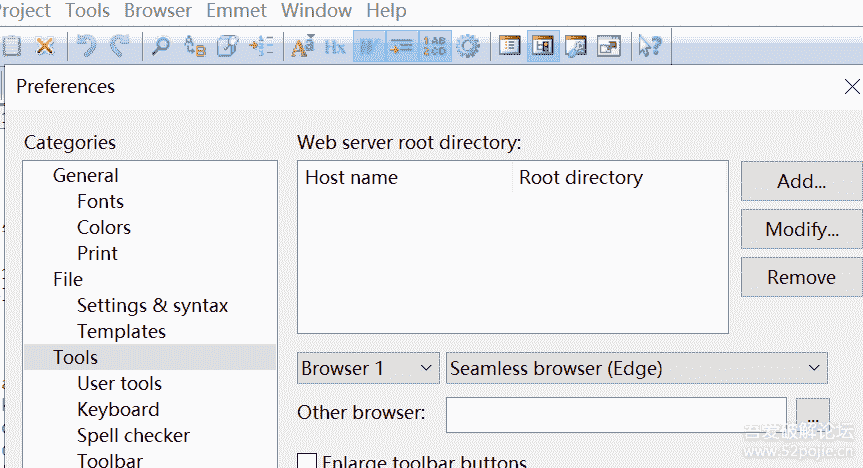 Project Tools Browser Emmet Window Help
Preferences
Categories
General
Fonts
Colors
Print
File
Settings & syntax
Templates
Tools
User tools
Keyboard
Spell checker
Toolbar
Web server root directory:
Host name Root directory
Add...
Modify...
Remove
Browser 1 Seamless browser (Edge)
Other browser: ...
Enlarge toolbar buttons
吾爱破解论坛
www.52pojie.cn